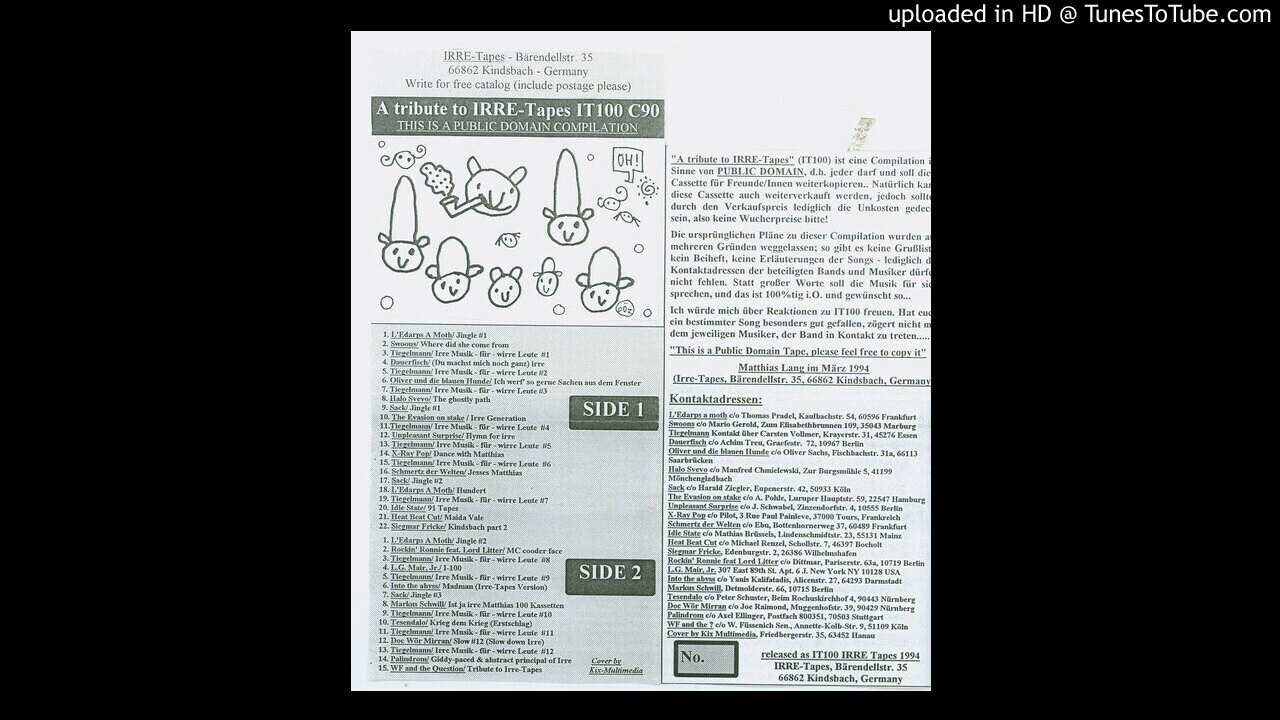 uploaded in HD @ TunesToTube.com
IRRE-Tapes - Bärendellstr. 35
66862 Kindsbach - Germany
Write for free catalog (include postage please)
A tribute to IRRE-Tapes IT100 C90
THIS IS A PUBLIC DOMAIN COMPILATION
OH!
1. L'Edarps A Moth/ Jingle #1
2. Swoons/ Where did she come from
3. Tiegelmann/ Irre Musik - für - wirre Leute #1
4. Dauerfisch/ (Du machst mich noch ganz) irre
5. Tiegelmann/ Irre Musik - für - wirre Leute #2
6. Oliver und die blauen Hunde/ Ich werf' so gerne Sachen aus dem Fenster
7. Tiegelmann/ Irre Musik - für - wirre Leute #3
8. Halo Svevo/ The ghostly path
9. Sack/ Jingle #1
10. The Evasion on stake / Irre Generation
11. Tiegelmann/ Irre Musik - für - wirre Leute #4
12. Unpleasant Surprise/ Hymn for irre
13. Tiegelmann/ Irre Musik - für - wirre Leute #5
14. X-Ray Pop/ Dance with Matthias
15. Tiegelmann/ Irre Musik - für - wirre Leute #6
16. Schmertz der Welten/ Jesses Matthias
17. Sack/ Jingle #2
18. L'Edarps A Moth/ Hundert
19. Tiegelmann/ Irre Musik - für - wirre Leute #7
20. Idle State/ 91 Tapes
21. Heat Beat Cut/ Maida Vale
22. Siegmar Fricke/ Kindsbach part 2
SIDE 1
1. L'Edarps A Moth/ Jingle #2
2. Rockin' Ronnie feat. Lord Litter/ MC cooder face
3. Tiegelmann/ Irre Musik - für - wirre Leute #8
4. L.G. Mair, Jr./ I-100
5. Tiegelmann/ Irre Musik - für - wirre Leute #9
6. Into the abyss/ Madman (Irre-Tapes Version)
7. Sack/ Jingle #3
8. Markus Schwill/ Ist ja irre Matthias 100 Kassetten
9. Tiegelmann/ Irre Musik - für - wirre Leute #10
10. Tesendalo/ Krieg dem Krieg (Erstschlag)
11. Tiegelmann/ Irre Musik - für - wirre Leute #11
12. Doc Wör Mirran/ Slow #12 (Slow down Irre)
13. Tiegelmann/ Irre Musik - für - wirre Leute #12
14. Palindrom/ Giddy-paced & abstract principal of Irre
15. WF and the Question/ Tribute to Irre-Tapes
SIDE 2
Cover by
Kix-Multimedia
"A tribute to IRRE-Tapes" (IT100) ist eine Compilation i
Sinne von PUBLIC DOMAIN, d.h. jeder darf und soll die
Cassette für Freunde/Innen weiterkopieren.. Natürlich ka
diese Cassette auch weiterverkauft werden, jedoch sollte
durch den Verkaufspreis lediglich die Unkosten gedec
sein, also keine Wucherpreise bitte!
Die ursprünglichen Pläne zu dieser Compilation wurden a
mehreren Gründen weggelassen; so gibt es keine Grußlist
kein Beiheft, keine Erläuterungen der Songs - lediglich d
Kontaktadressen der beteiligten Bands und Musiker dürfe
nicht fehlen. Statt großer Worte soll die Musik für sic
sprechen, und das ist 100%tig i.O. und gewünscht so...
Ich würde mich über Reaktionen zu IT100 freuen. Hat euc
ein bestimmter Song besonders gut gefallen, zögert nicht m
dem jeweiligen Musiker, der Band in Kontakt zu treten.....
"This is a Public Domain Tape, please feel free to copy it"
Matthias Lang im März 1994
(Irre-Tapes, Bärendellstr. 35, 66862 Kindsbach, Germany
Kontaktadressen:
L'Edarps a moth c/o Thomas Pradel, Kaulbachstr. 54, 60596 Frankfurt
Swoons c/o Mario Gerold, Zum Elisabethbrunnen 109, 35043 Marburg
Tiegelmann Kontakt über Carsten Vollmer, Krayerstr. 31, 45276 Essen
Dauerfisch c/o Achim Treu, Graefestr. 72, 10967 Berlin
Oliver und die blauen Hunde c/o Oliver Sachs, Fischbachstr. 31a, 66113
Saarbrücken
Halo Svevo c/o Manfred Chmielewski, Zur Burgsmühle 5, 41199
Mönchengladbach
Sack c/o Harald Ziegler, Eupenerstr. 42, 50933 Köln
The Evasion on stake c/o A. Pohle, Luruper Hauptstr. 59, 22547 Hamburg
Unpleasant Surprise c/o J. Schwabel, Zinzendorfstr. 4, 10555 Berlin
X-Ray Pop c/o Pilot, 3 Rue Paul Painleve, 37000 Tours, Frankreich
Schmertz der Welten c/o Ebu, Bottenhornerweg 37, 60489 Frankfurt
Idle State c/o Mathias Brüssels, Lindenschmidtstr. 23, 55131 Mainz
Heat Beat Cut c/o Michael Renzel, Schollstr. 7, 46397 Bocholt
Siegmar Fricke, Edenburgstr. 2, 26386 Wilhelmshafen
Rockin' Ronnie feat Lord Litter c/o Dittmar, Pariserstr. 63a, 10719 Berlin
L.G. Mair, Jr. 307 East 89th St. Apt. 6 J. New York NY 10128 USA
Into the abyss c/o Yanis Kalifatadis, Alicenstr. 27, 64293 Darmstadt
Markus Schwill, Detmolderstr. 66, 10715 Berlin
Tesendalo c/o Peter Schuster, Beim Rochuskirchhof 4, 90443 Nürnberg
Doc Wör Mirran c/o Joe Raimond, Muggenhofstr. 39, 90429 Nürnberg
Palindrom c/o Axel Ellinger, Postfach 800351, 70503 Stuttgart
WF and the ? c/o W. Füssenich Sen., Annette-Kolb-Str. 9, 51109 Köln
Cover by Kix Multimedia, Friedbergerstr. 35, 63452 Hanau
No.
released as IT100 IRRE Tapes 1994
IRRE-Tapes, Bärendellstr. 35
66862 Kindsbach, Germany